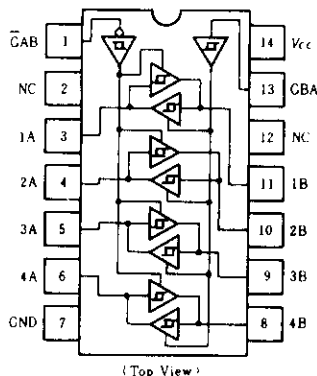 G̅AB 1
NC 2
1A 3
2A 4
3A 5
4A 6
GND 7
14 Vcc
13 GBA
12 NC
11 1B
10 2B
9 3B
8 4B
(Top View)